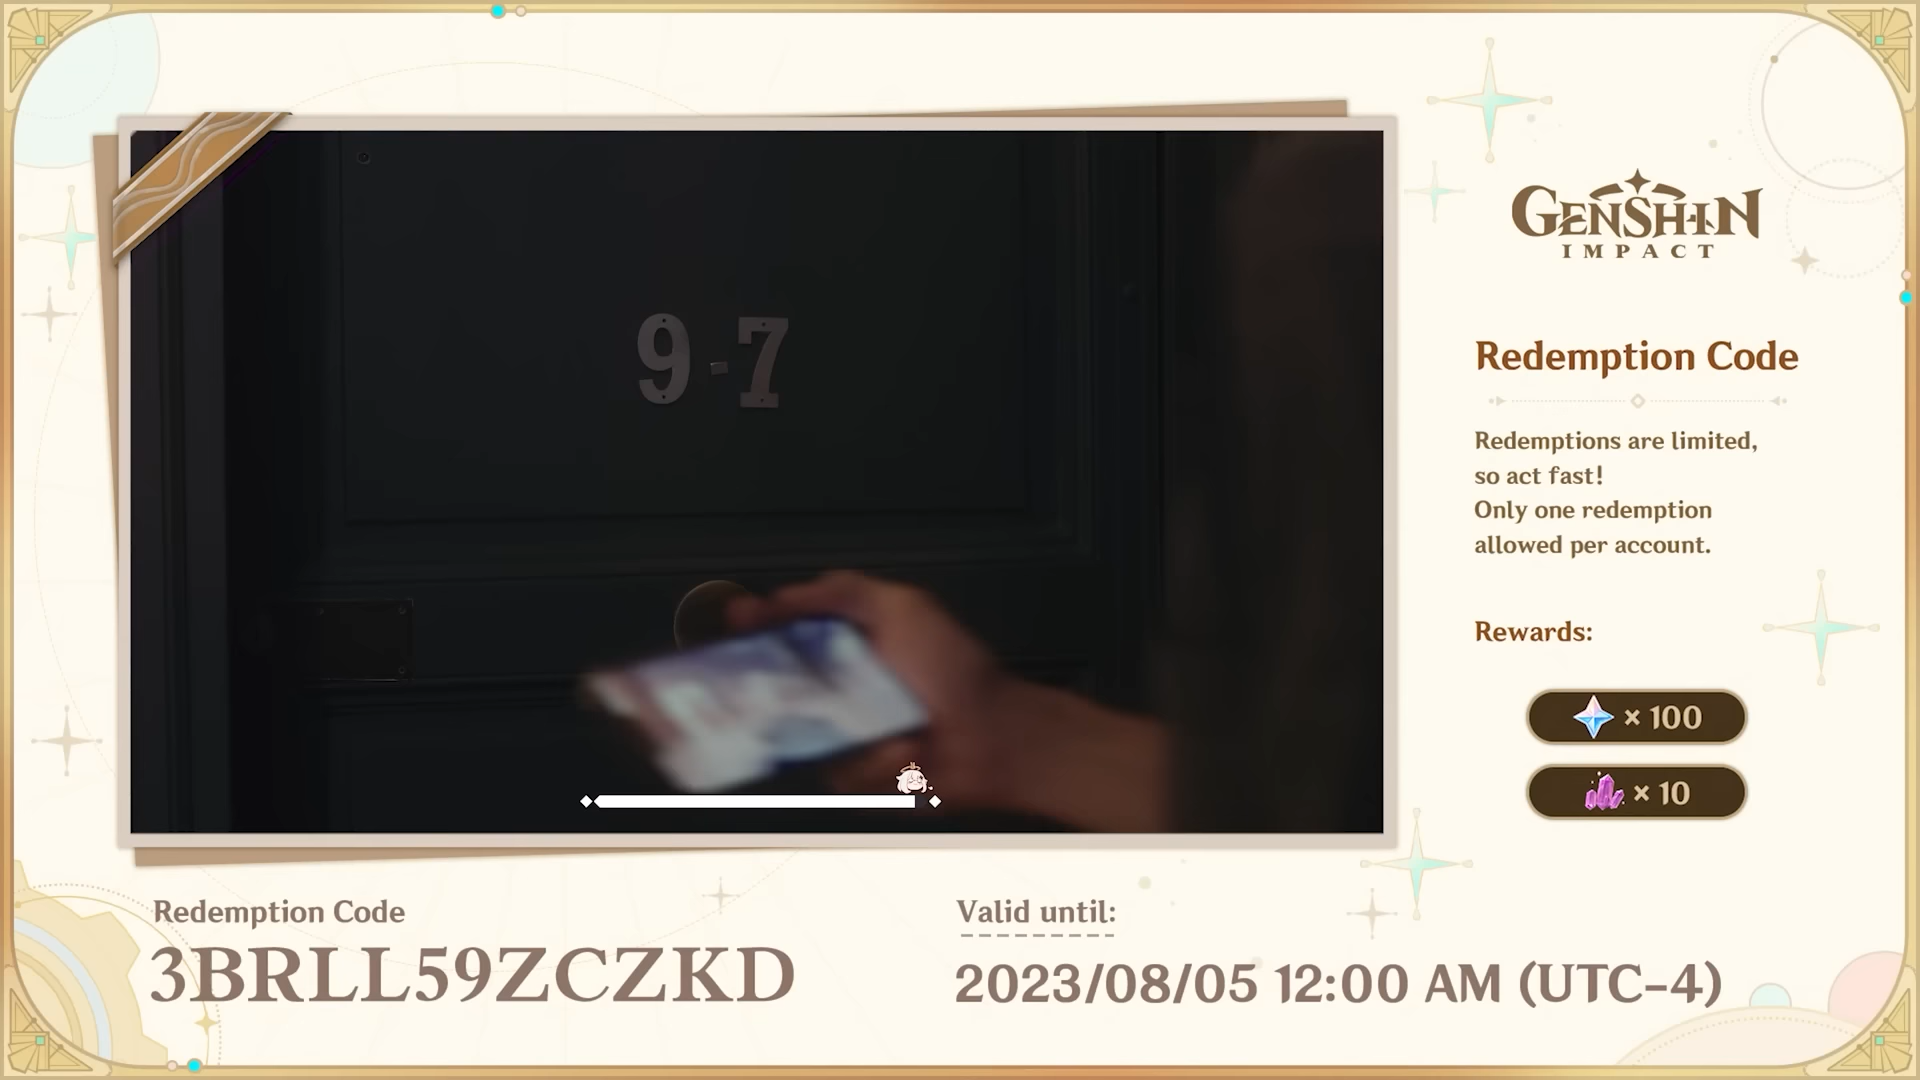 9-7
GENSHIN
IMPACT
Redemption Code
Redemptions are limited,
so act fast!
Only one redemption
allowed per account.
Rewards:
× 100
× 10
Redemption Code
3BRLL59ZCZKD
Valid until:
2023/08/05 12:00 AM (UTC-4)